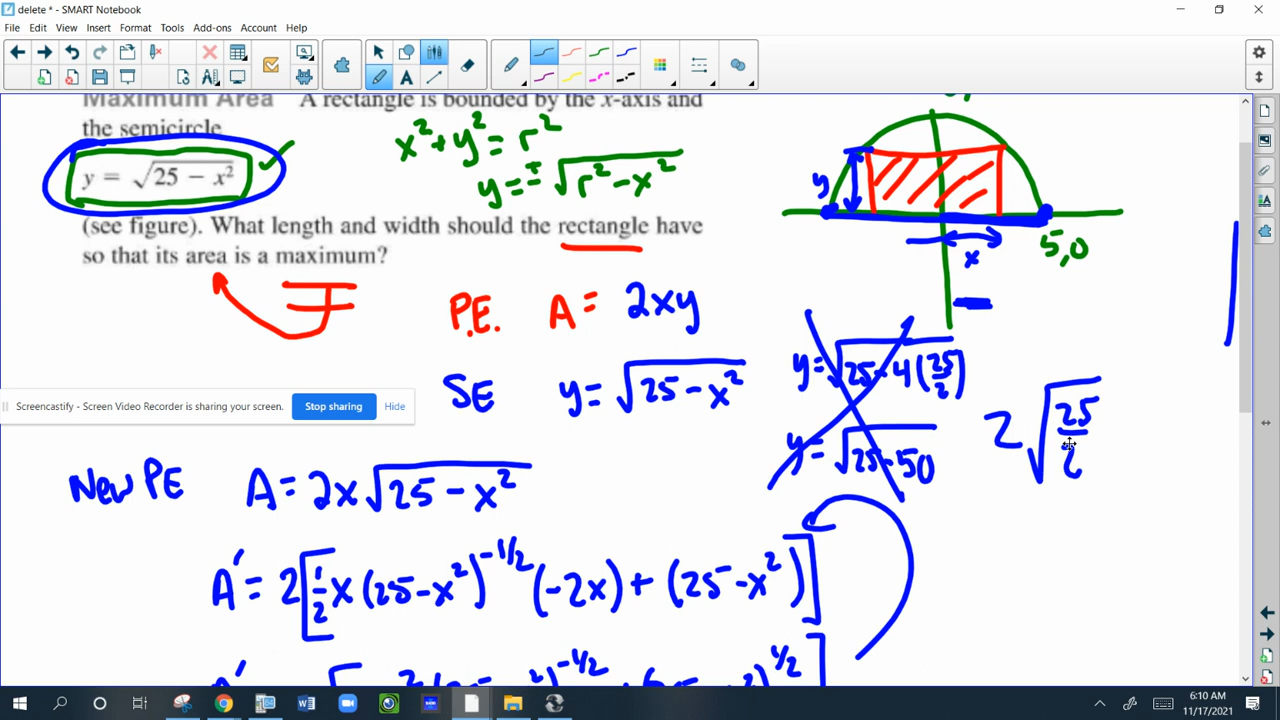 delete * - SMART Notebook
File Edit View Insert Format Tools Add-ons Account Help
Maximum Area A rectangle is bounded by the x-axis and
the semicircle
y = √25 − x²
(see figure). What length and width should the rectangle have
so that its area is a maximum?
x² + y² = r²
y = ± √r² − x²
y
x
5,0
P.E. A = 2xy
SE y = √25 − x²
y = √25 − 4(25/2)
y = √25 − 50
2 √25/2
Screencastify - Screen Video Recorder is sharing your screen. Stop sharing Hide
New PE A = 2x √25 − x²
A' = 2[1/2 x (25 − x²)^-1/2 (-2x) + (25 − x²)]
6:10 AM
11/17/2021